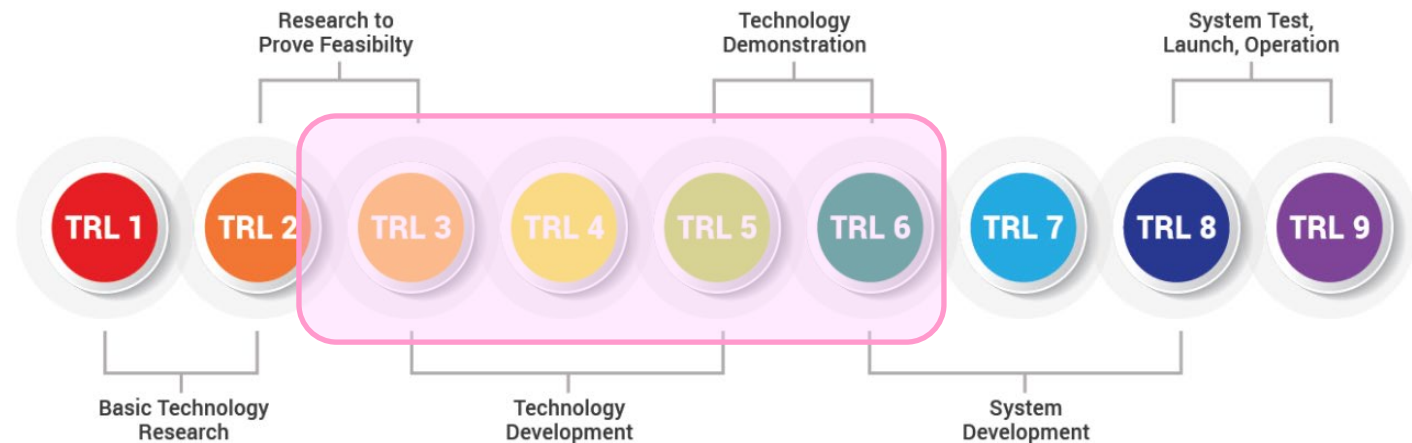 Research to
Prove Feasibilty
Technology
Demonstration
System Test,
Launch, Operation
TRL 1
TRL 2
TRL 3
TRL 4
TRL 5
TRL 6
TRL 7
TRL 8
TRL 9
Basic Technology
Research
Technology
Development
System
Development